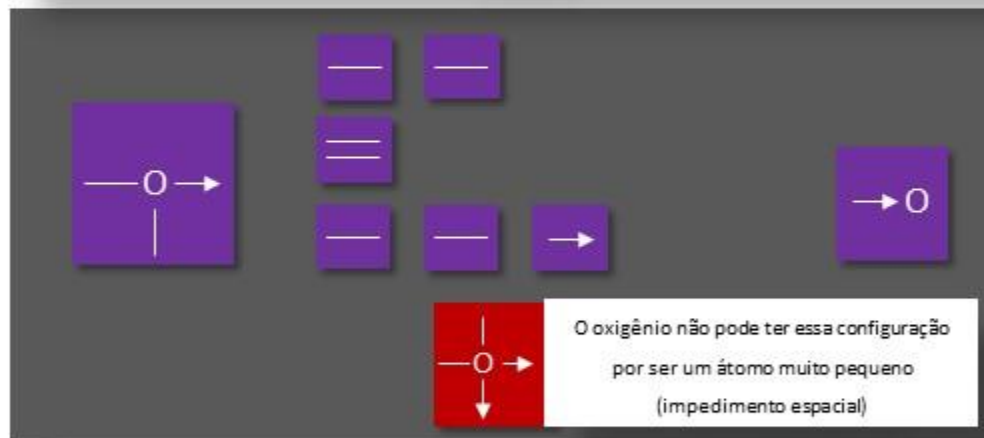 O
O
O
O oxigênio não pode ter essa configuração
por ser um átomo muito pequeno
(impedimento espacial)